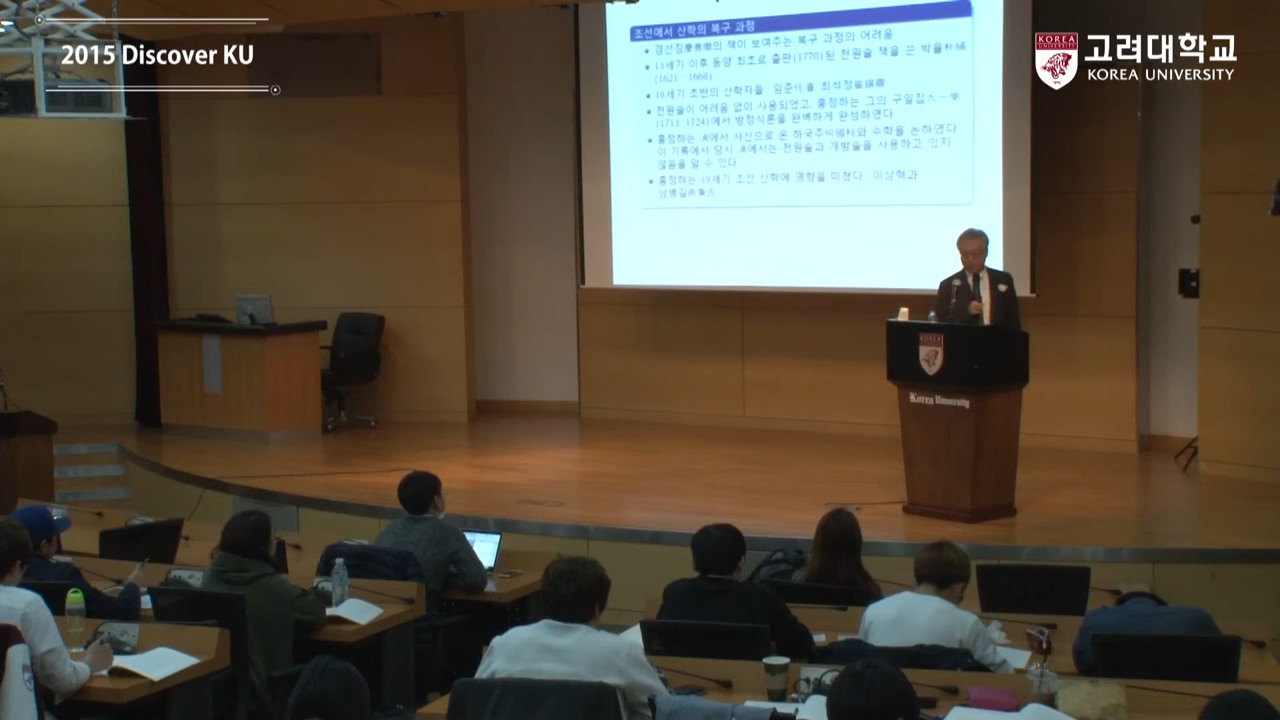 2015 Discover KU
KOREA
고려대학교
KOREA UNIVERSITY
조선에서 산학의 복구 과정
경선징의 책이 보여주는 복구 과정의 어려움
13세기 이후 동양 최초로 출판(1770)된 천원술 책을 쓴 박율
(1621 - 1668)
18세기 초반의 산학자들 임준 최석정
천원술이 어려움 없이 사용되었고, 홍정하는 그의 구일집九一集
(1713, 1724)에서 방정식론을 완벽하게 완성하였다
홍정하는 에서 사신으로 온 하국주何國柱와 수학을 논하였다
이 기록에서 당시 에서는 천원술과 개방술을 사용하고 있지
않음을 알 수 있다
홍정하는 19세기 조선 산학에 영향을 미쳤다 이상혁과
남병길
KOREA
Korea University